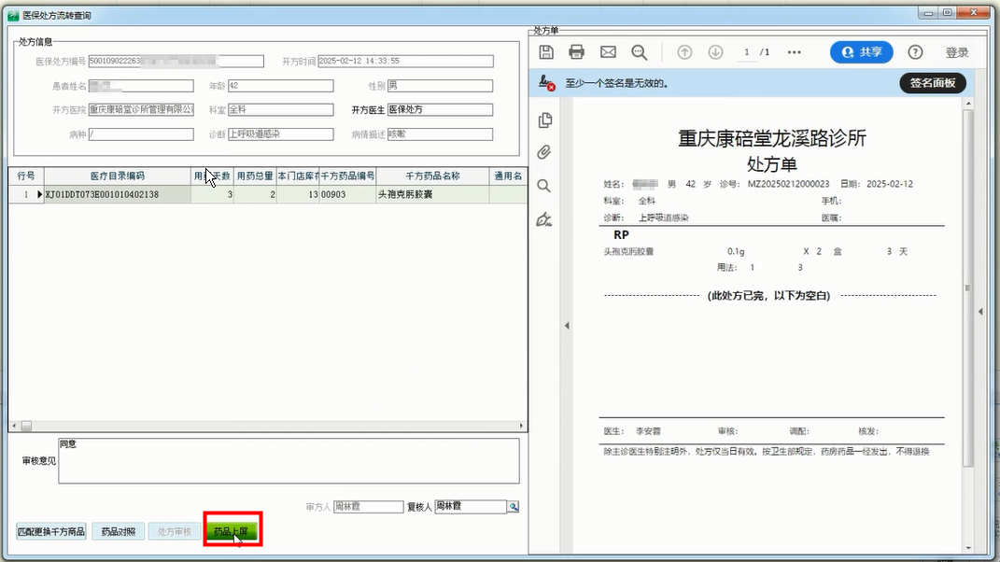 医保处方流转查询
处方信息
医保处方编号 500109022263 开方时间 2025-02-12 14:33:55
患者姓名 年龄 42 性别 男
开方医院 重庆康碚堂诊所管理有限公 科室 全科 开方医生 医保处方
病种 / 诊断 上呼吸道感染 病情描述 咳嗽
行号 医疗目录编码 用药天数 用药总量 本门店库存 千方药品编号 千方药品名称 通用名
1 XJ01DDT073E001010402138 3 2 13 00903 头孢克肟胶囊
审核意见 同意
审方人 周林霞 复核人 周林霞
匹配更换千方商品 药品对照 处方审核 药品上屏
处方单
1 /1 ••• 共享 登录
至少一个签名是无效的。 签名面板
重庆康碚堂龙溪路诊所
处方单
姓名: 男 42 岁 诊号: MZ20250212000023 日期: 2025-02-12
科室: 全科 手机:
诊断: 上呼吸道感染 医嘱:
RP
头孢克肟胶囊 0.1g X 2 盒 3 天
用法: 1 3
(此处方已完，以下为空白)
医生: 李安蓉 审核: 调配: 核发:
除主诊医生特别注明外，处方仅当日有效。按卫生部规定，药房药品一经发出，不得退换